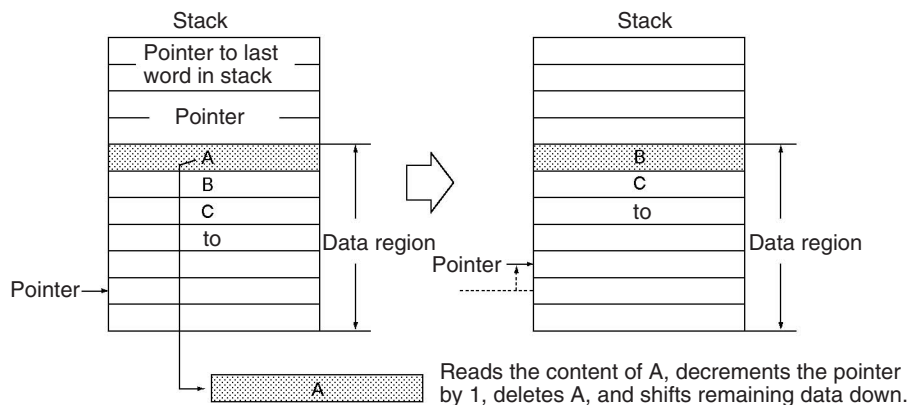 Stack
Pointer to last
word in stack
Pointer
A
B
C
to
Data region
Pointer
A
Stack
B
C
to
Data region
Pointer
Reads the content of A, decrements the pointer
by 1, deletes A, and shifts remaining data down.